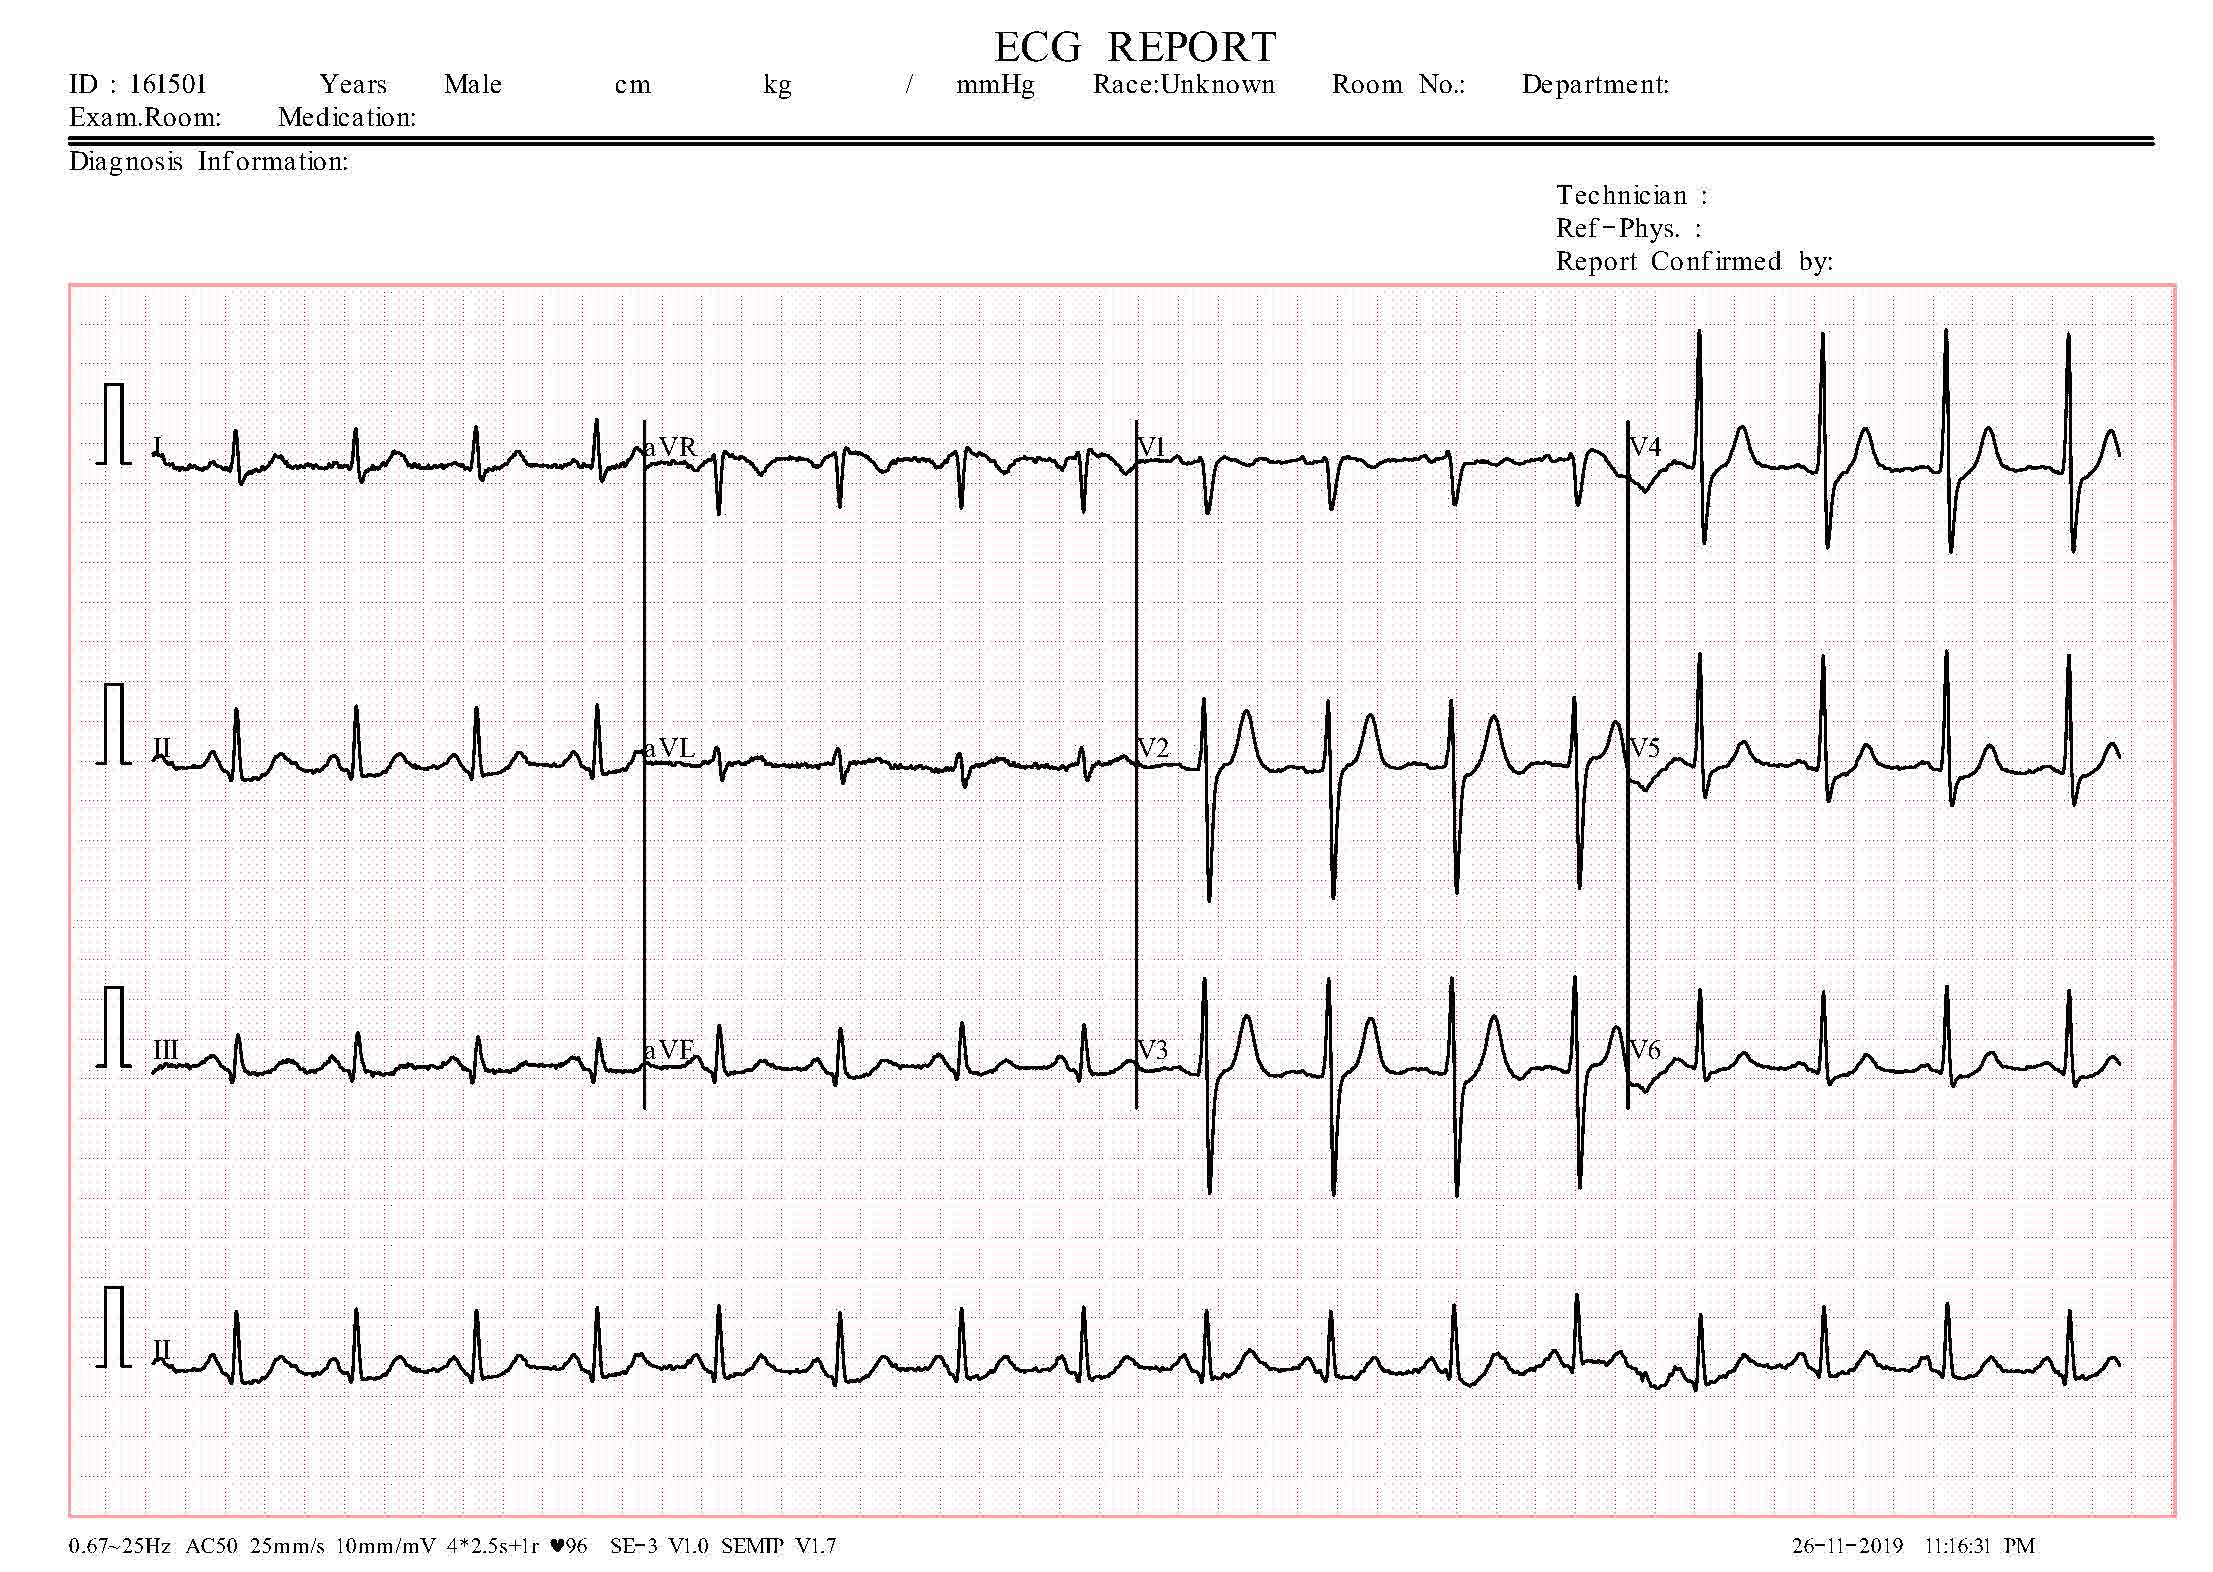 ECG REPORT
ID : 161501 Years Male cm kg / mmHg Race:Unknown Room No.: Department:
Exam.Room: Medication:
Diagnosis Information:
Technician :
Ref-Phys. :
Report Confirmed by:
I aVR V1 V4
II aVL V2 V5
III aVF V3 V6
II
0.67~25Hz AC50 25mm/s 10mm/mV 4*2.5s+1r ♥96 SE-3 V1.0 SEMIP V1.7 26-11-2019 11:16:31 PM